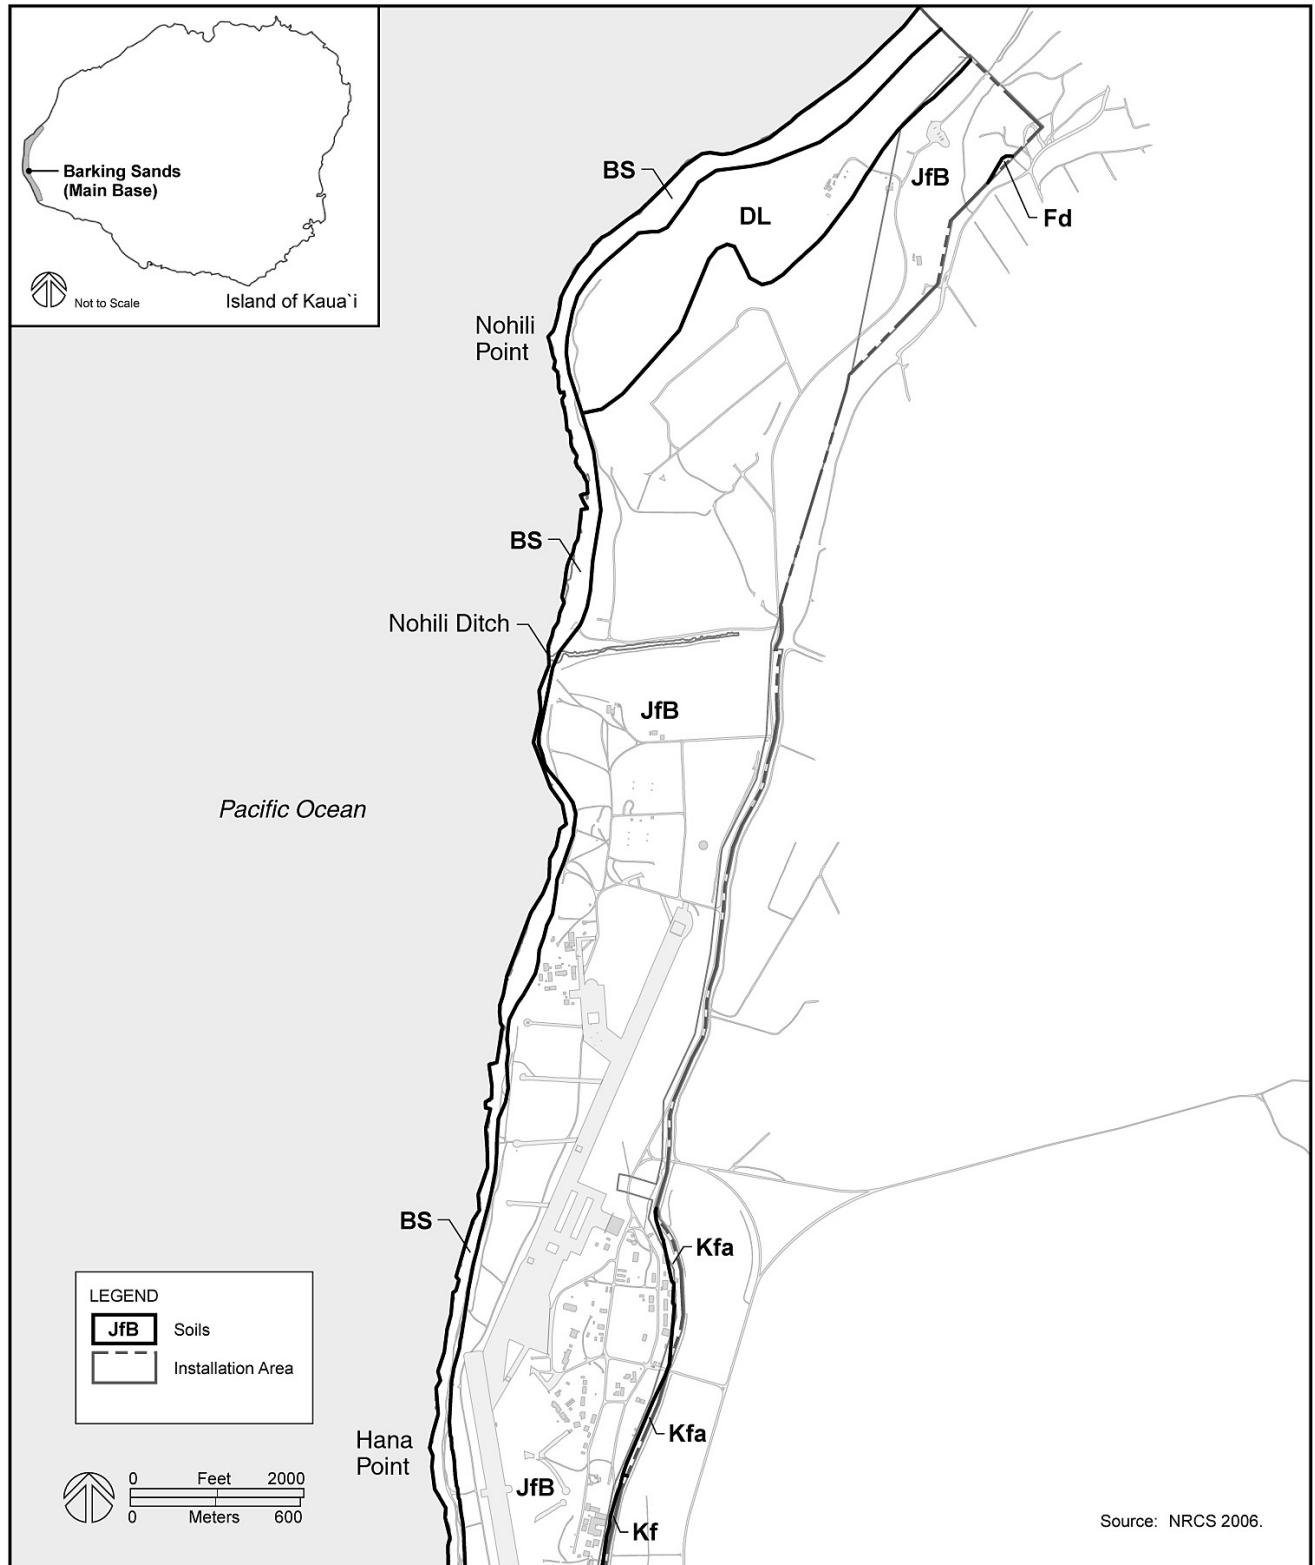 Barking Sands
(Main Base)
Not to Scale
Island of Kaua`i
BS
DL
JfB
Fd
Nohili
Point
BS
Nohili Ditch
JfB
Pacific Ocean
BS
Kfa
LEGEND
JfB
Soils
Installation Area
Kfa
Hana
Point
JfB
0
Feet
2000
0
Meters
600
Kf
Source: NRCS 2006.